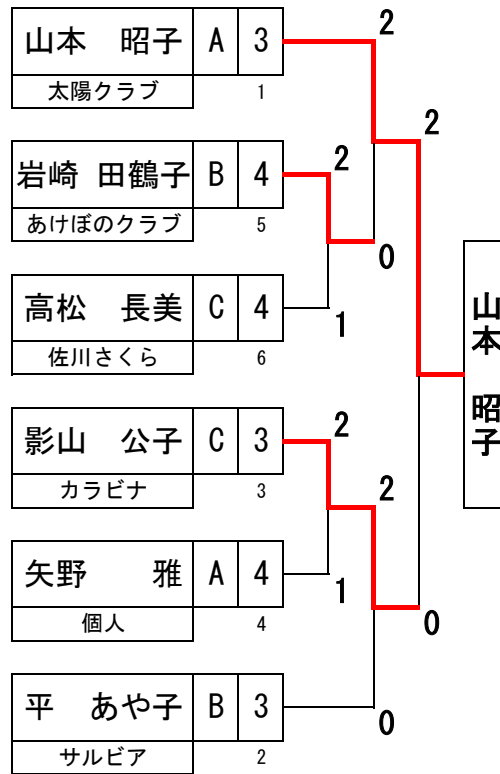 山本　昭子 A 3 2
太陽クラブ 1
2
岩崎 田鶴子 B 4 2
あけぼのクラブ 5
0
高松　長美 C 4 1
佐川さくら 6
山本　昭子
影山　公子 C 3 2
カラビナ 3
2
矢野　　雅 A 4 1
個人 4
0
平　あや子 B 3 0
サルビア 2